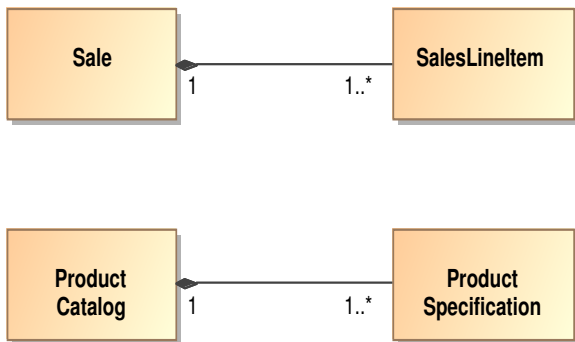 Sale
SalesLineItem
1
1..*
Product
Catalog
Product
Specification
1
1..*